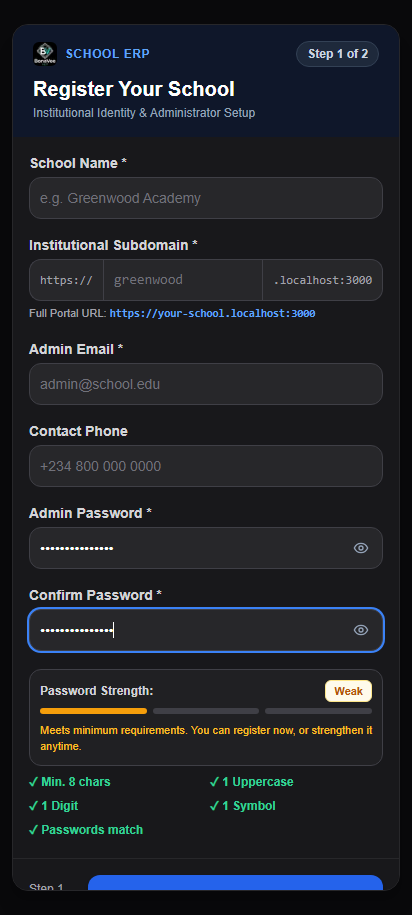 BonaVee
SCHOOL ERP
Step 1 of 2
Register Your School
Institutional Identity & Administrator Setup
School Name *
e.g. Greenwood Academy
Institutional Subdomain *
https:// greenwood .localhost:3000
Full Portal URL: https://your-school.localhost:3000
Admin Email *
admin@school.edu
Contact Phone
+234 800 000 0000
Admin Password *
•••••••••••••••
Confirm Password *
•••••••••••••••
Password Strength: Weak
Meets minimum requirements. You can register now, or strengthen it
anytime.
✓ Min. 8 chars ✓ 1 Uppercase
✓ 1 Digit ✓ 1 Symbol
✓ Passwords match
Step 1